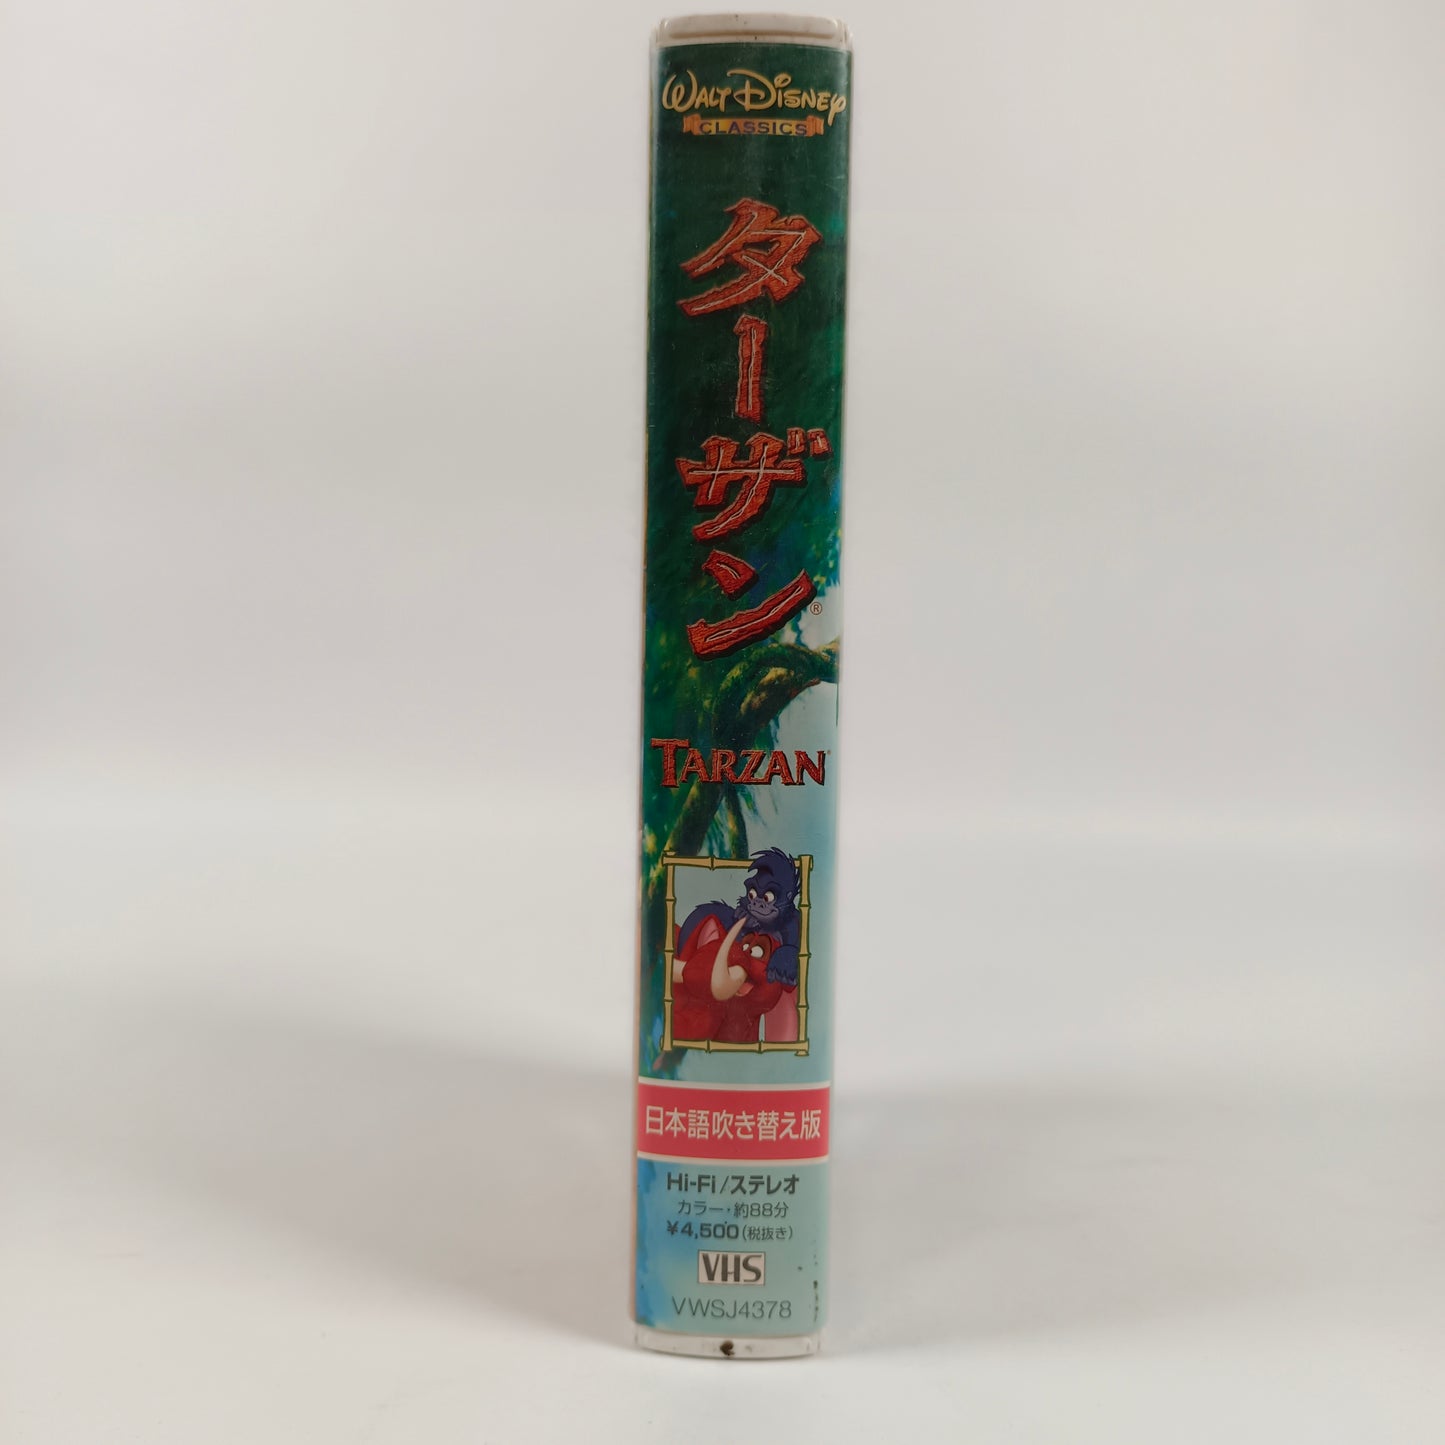 WALT DISNEY
CLASSICS
ターザン®
TARZAN
日本語吹き替え版
Hi-Fi/ステレオ
カラー・約88分
¥4,500(税抜き)
VHS
VWSJ4378